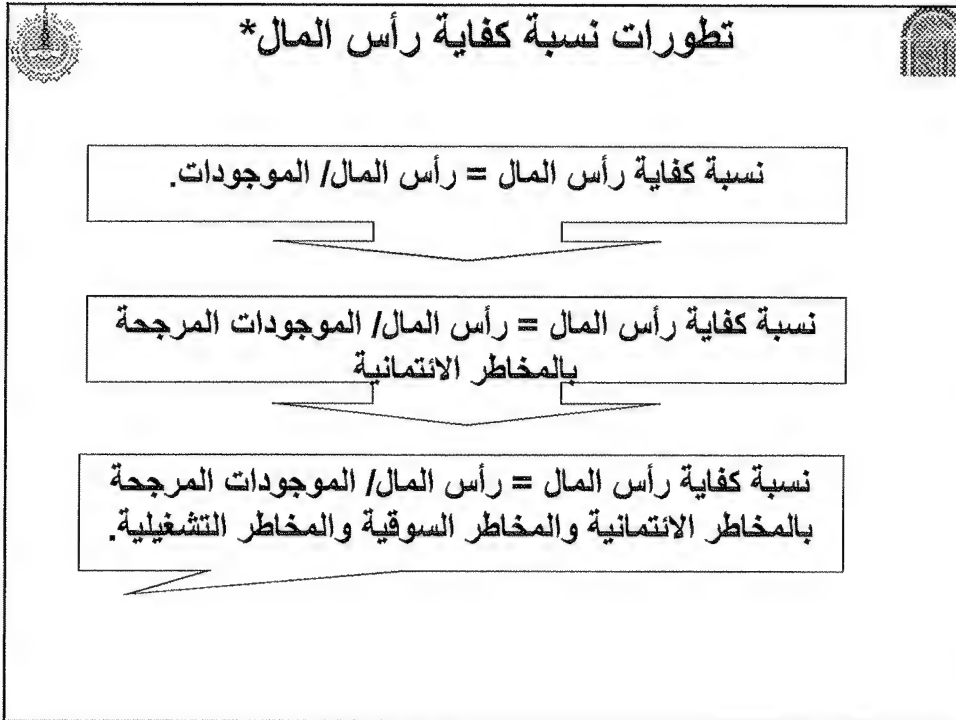 تطورات نسبة كفاية رأس المال*
نسبة كفاية رأس المال = رأس المال/ الموجودات.
نسبة كفاية رأس المال = رأس المال/ الموجودات المرجحة
بالمخاطر الائتمانية
نسبة كفاية رأس المال = رأس المال/ الموجودات المرجحة
بالمخاطر الائتمانية والمخاطر السوقية والمخاطر التشغيلية.